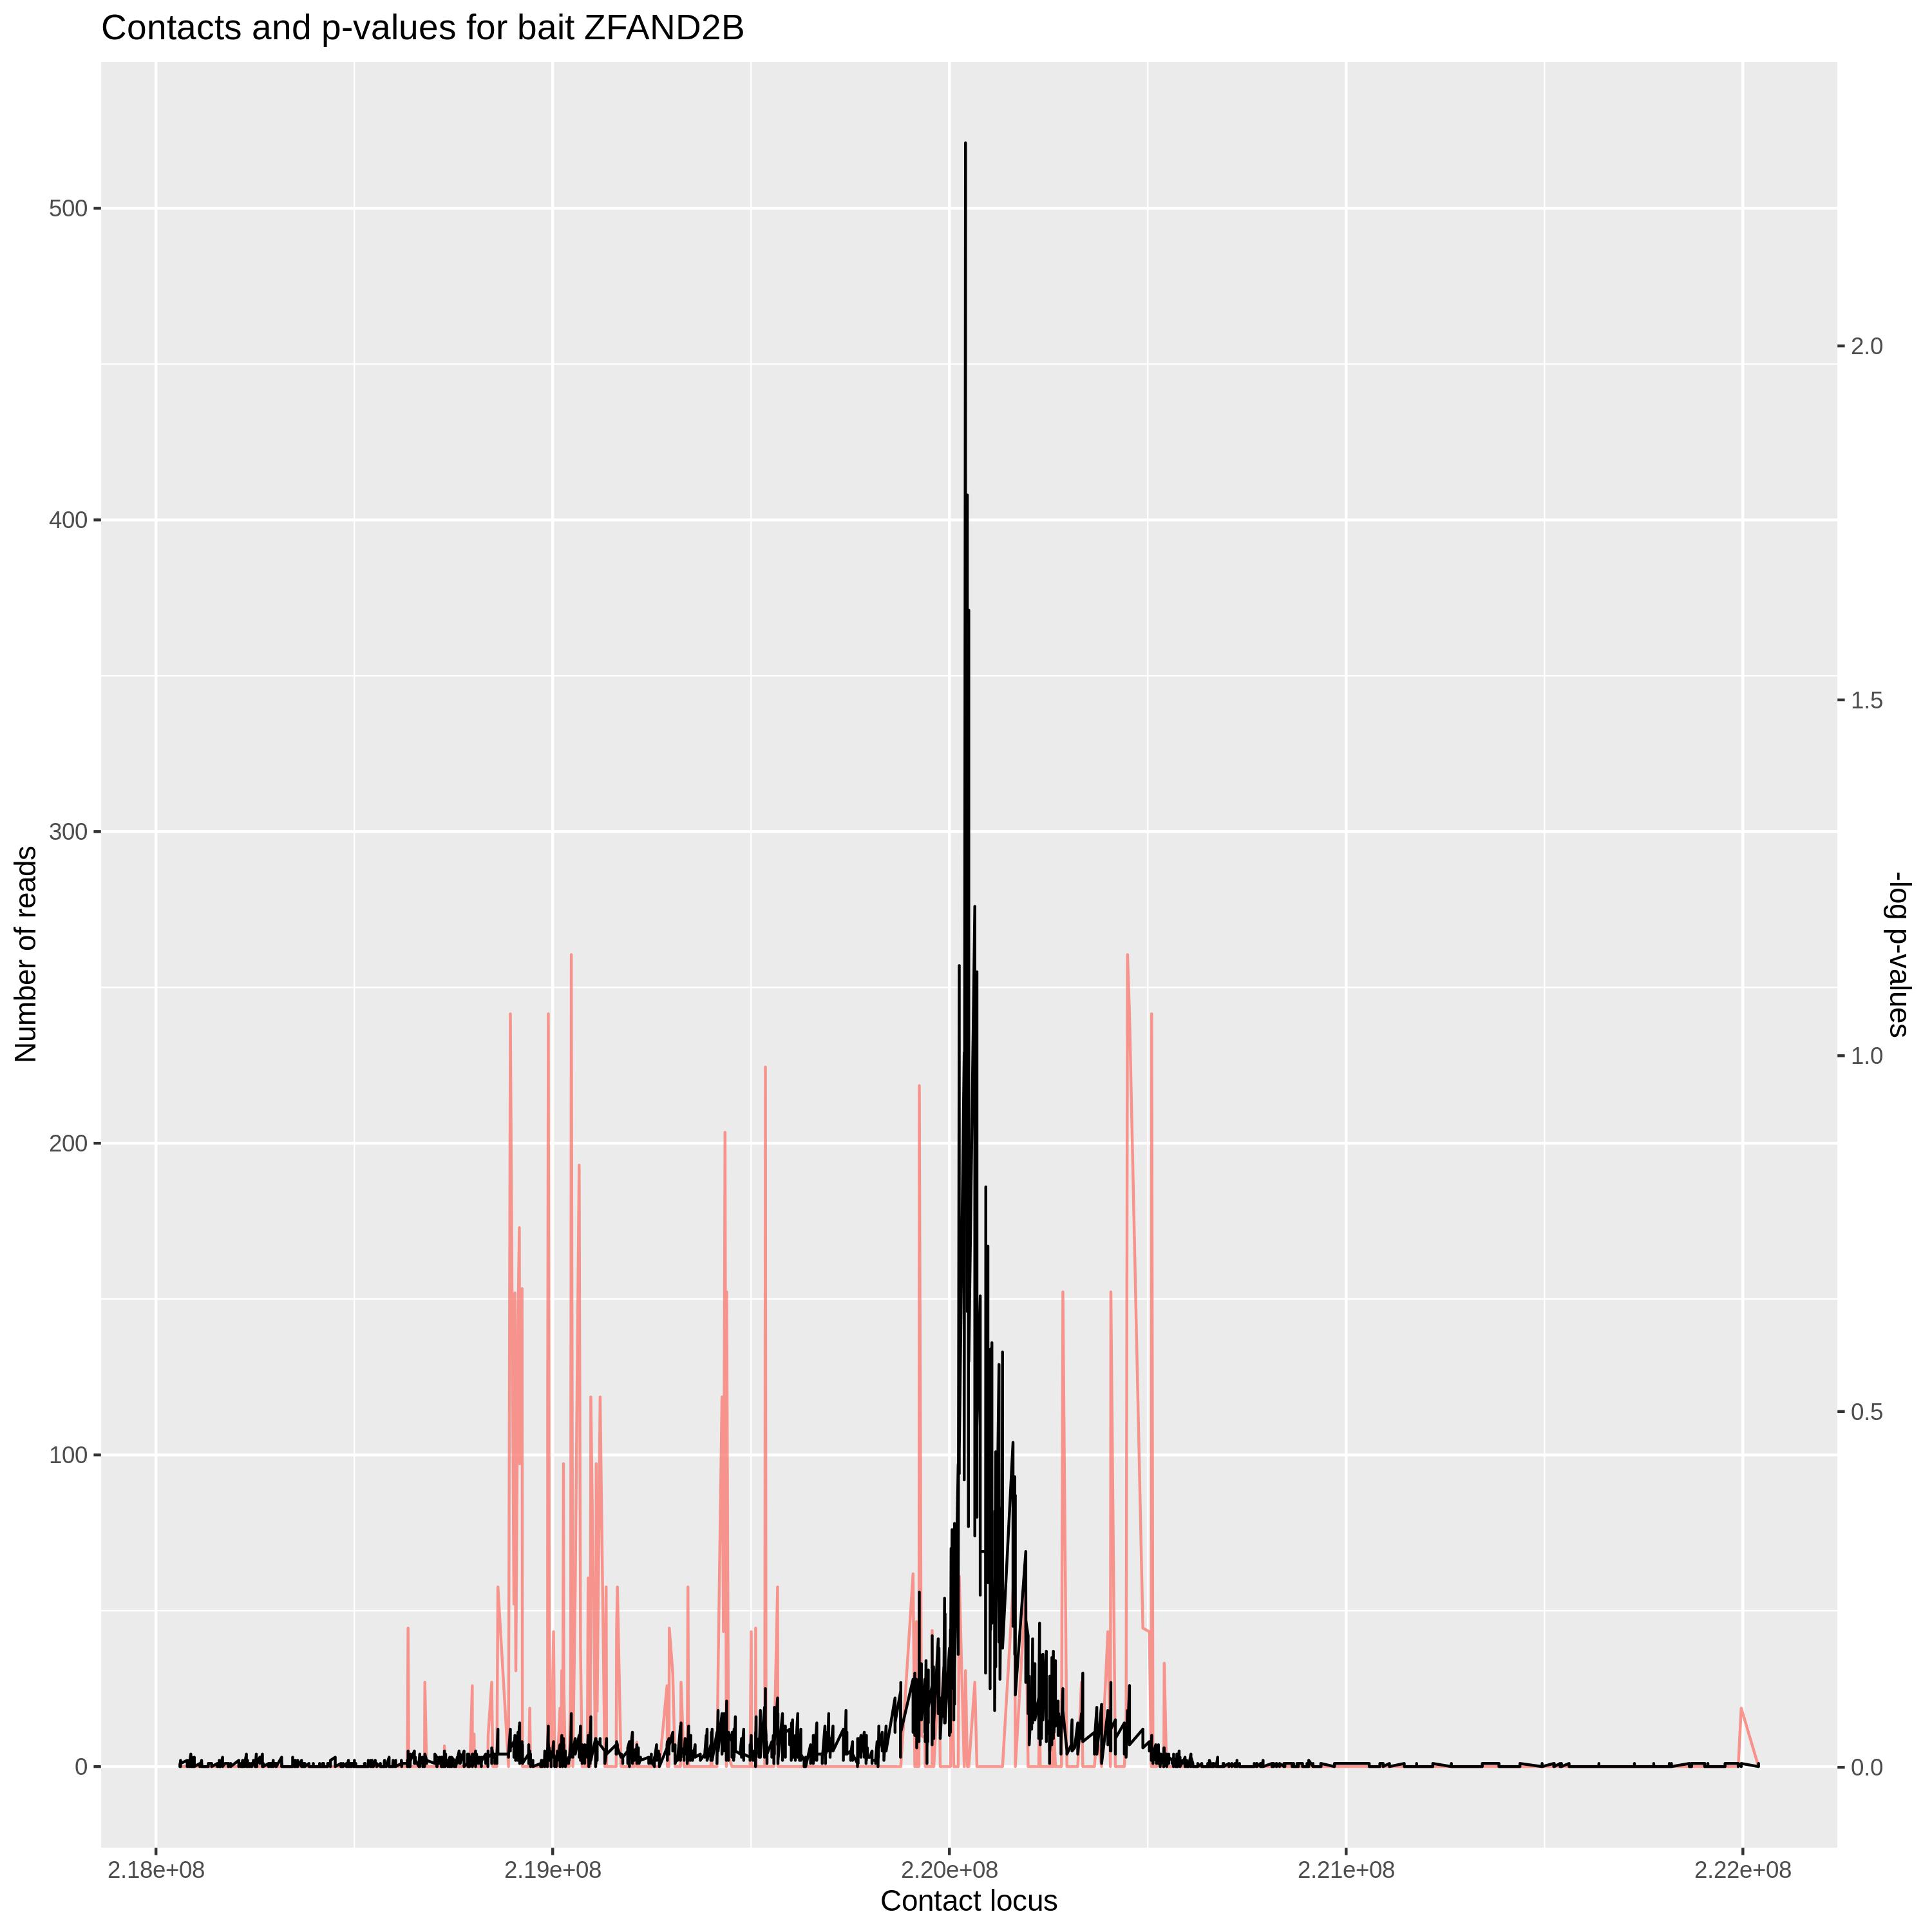 Contacts and p-values for bait ZFAND2B
500
400
300
200
100
0
Number of reads
2.0
1.5
1.0
0.5
0.0
-log p-values
2.18e+08
2.19e+08
2.20e+08
2.21e+08
2.22e+08
Contact locus